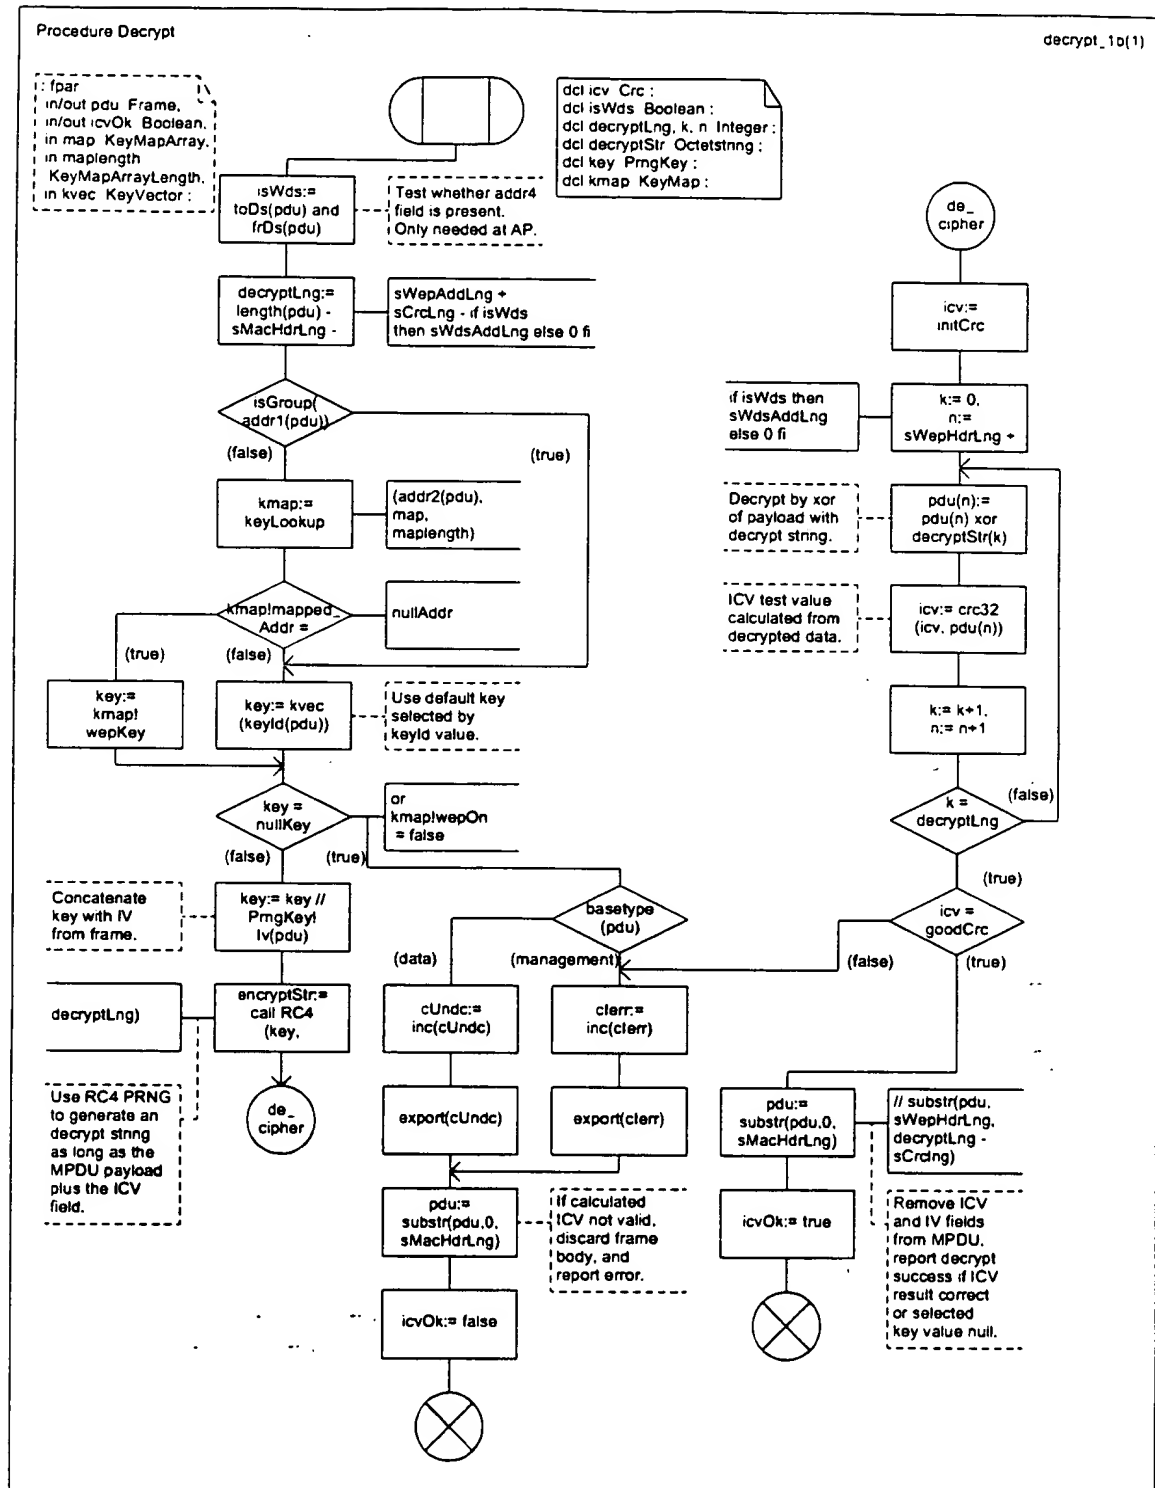 Procedure Decrypt
decrypt_1b(1)
; fpar
in/out pdu Frame,
in/out icvOk Boolean,
in map KeyMapArray,
in maplength
KeyMapArrayLength,
in kvec KeyVector ;
dcl icv Crc ;
dcl isWds Boolean ;
dcl decryptLng, k, n Integer ;
dcl decryptStr Octetstring ;
dcl key PrngKey ;
dcl kmap KeyMap ;
isWds:=
toDs(pdu) and
frDs(pdu)
Test whether addr4
field is present.
Only needed at AP.
decryptLng:=
length(pdu) -
sMacHdrLng -
sWepAddLng +
sCrcLng - if isWds
then sWdsAddLng else 0 fi
isGroup(
addr1(pdu))
(false)
(true)
kmap:=
keyLookup
(addr2(pdu),
map,
maplength)
kmap!mapped_
Addr =
nullAddr
(true)
(false)
key:=
kmap!
wepKey
key:= kvec
(keyId(pdu))
Use default key
selected by
keyId value.
key =
nullKey
or
kmap!wepOn
= false
(false)
(true)
Concatenate
key with IV
from frame.
key:= key //
PrngKey!
Iv(pdu)
decryptLng)
encryptStr:=
call RC4
(key,
Use RC4 PRNG
to generate an
decrypt string
as long as the
MPDU payload
plus the ICV
field.
de_
cipher
basetype
(pdu)
(data)
(management)
cUndc:=
inc(cUndc)
cIerr:=
inc(cIerr)
export(cUndc)
export(cIerr)
pdu:=
substr(pdu,0,
sMacHdrLng)
If calculated
ICV not valid,
discard frame
body, and
report error.
icvOk:= false
de_
cipher
icv:=
initCrc
if isWds then
sWdsAddLng
else 0 fi
k:= 0,
n:=
sWepHdrLng +
Decrypt by xor
of payload with
decrypt string.
pdu(n):=
pdu(n) xor
decryptStr(k)
ICV test value
calculated from
decrypted data.
icv:= crc32
(icv, pdu(n))
k:= k+1,
n:= n+1
k =
decryptLng
(false)
(true)
icv =
goodCrc
(false)
(true)
pdu:=
substr(pdu,0,
sMacHdrLng)
// substr(pdu,
sWepHdrLng,
decryptLng -
sCrclng)
icvOk:= true
Remove ICV
and IV fields
from MPDU,
report decrypt
success if ICV
result correct
or selected
key value null.